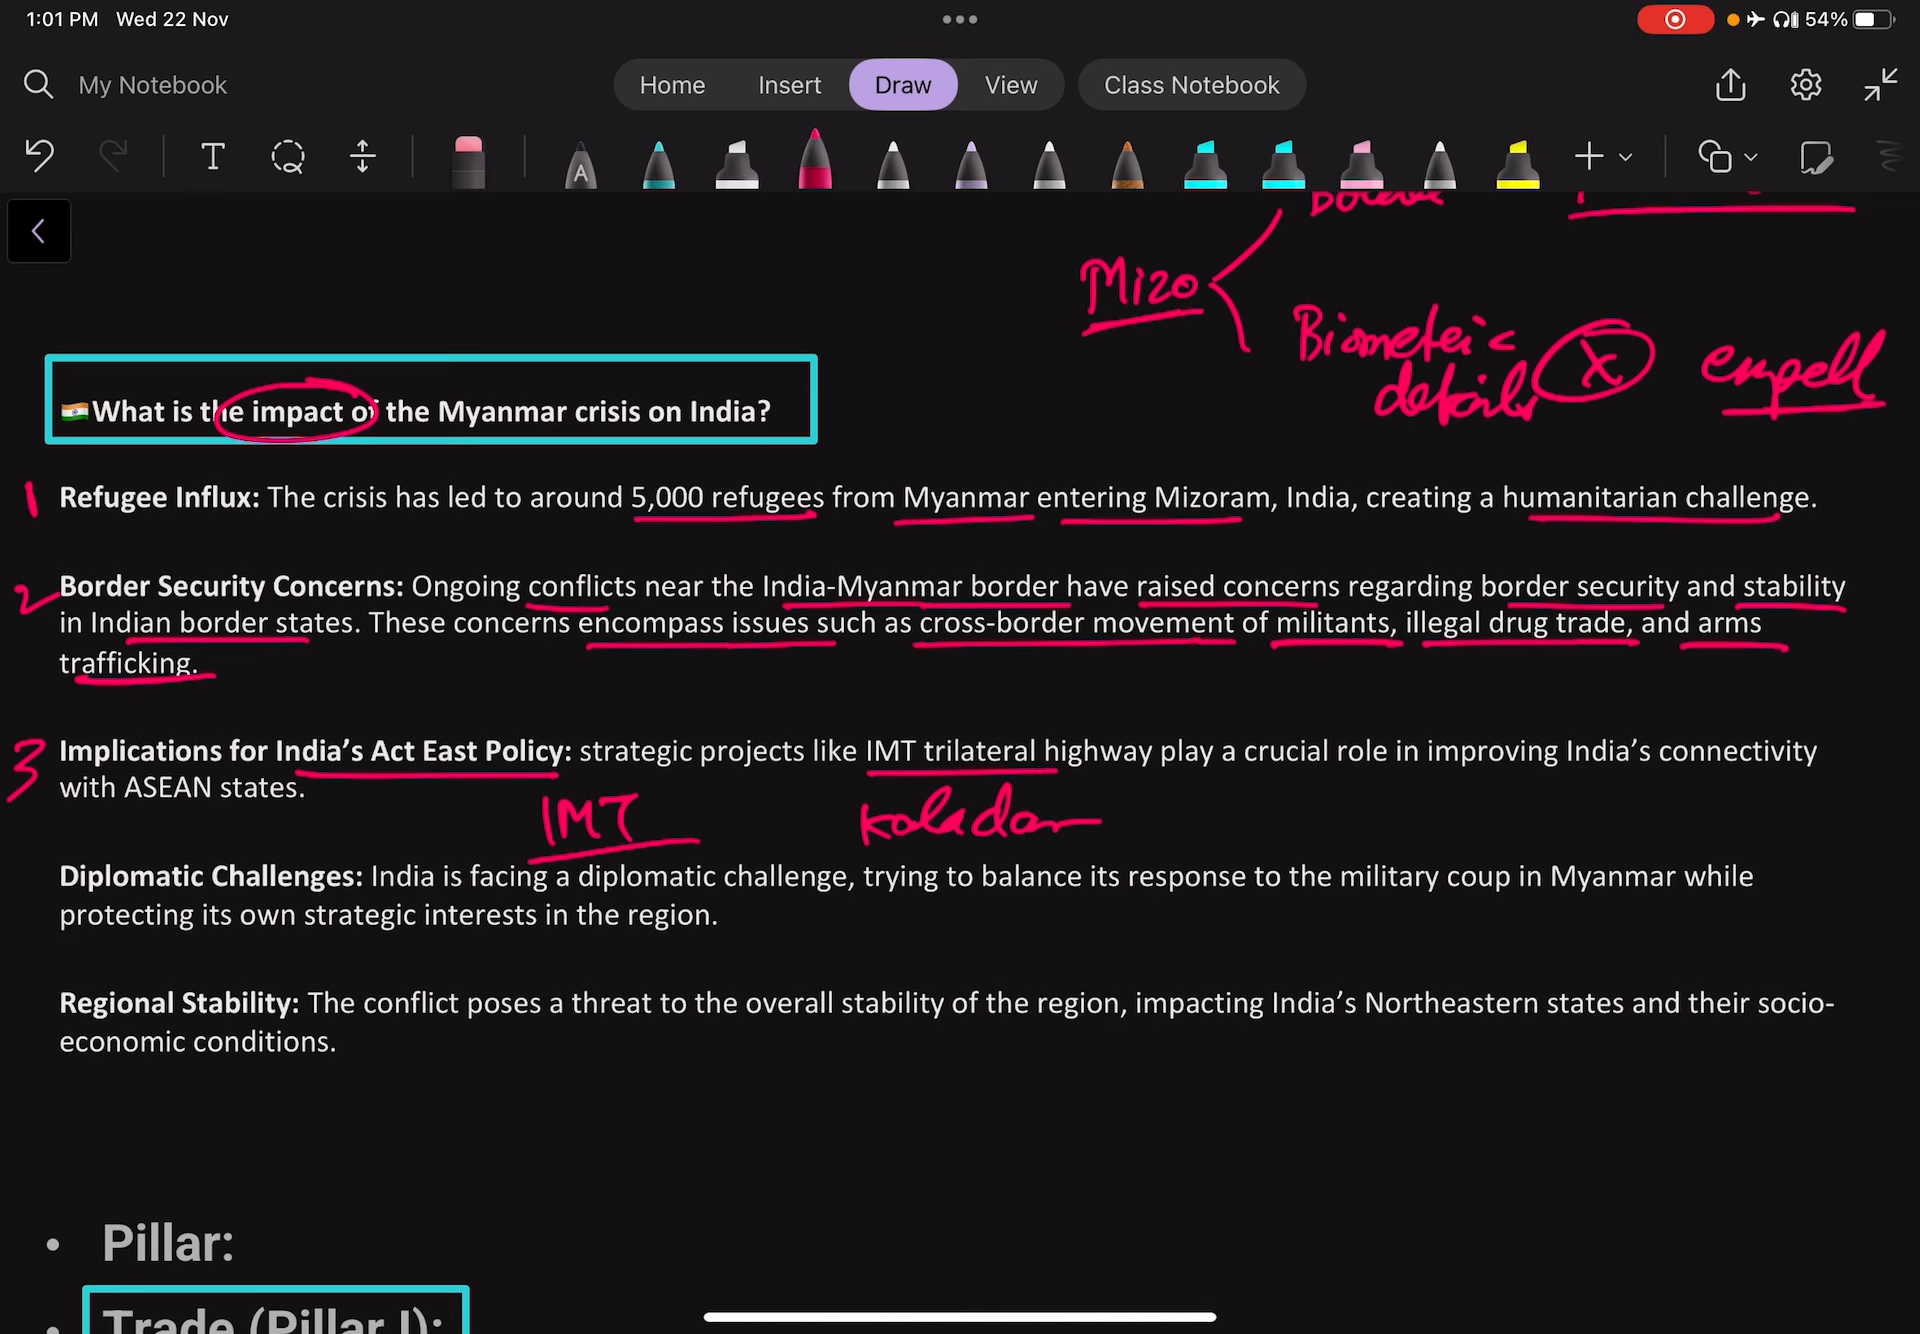 1:01 PM Wed 22 Nov
54%
My Notebook
Home Insert Draw View Class Notebook
T
A
Mizo
Biometric
details X expell
What is the impact of the Myanmar crisis on India?
1 Refugee Influx: The crisis has led to around 5,000 refugees from Myanmar entering Mizoram, India, creating a humanitarian challenge.
2 Border Security Concerns: Ongoing conflicts near the India-Myanmar border have raised concerns regarding border security and stability
in Indian border states. These concerns encompass issues such as cross-border movement of militants, illegal drug trade, and arms
trafficking.
3 Implications for India’s Act East Policy: strategic projects like IMT trilateral highway play a crucial role in improving India’s connectivity
with ASEAN states.
IMT Koladan
Diplomatic Challenges: India is facing a diplomatic challenge, trying to balance its response to the military coup in Myanmar while
protecting its own strategic interests in the region.
Regional Stability: The conflict poses a threat to the overall stability of the region, impacting India’s Northeastern states and their socio-
economic conditions.
• Pillar:
• Trade (Pillar I):